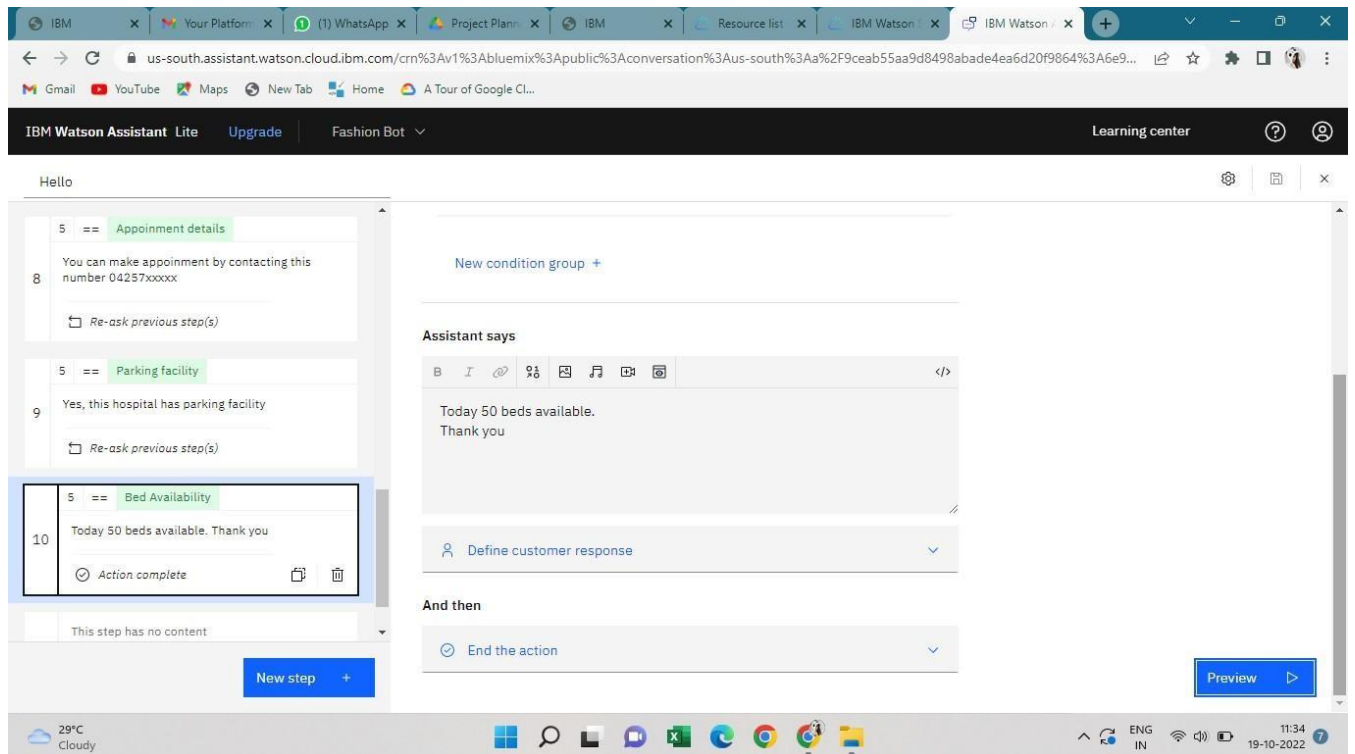 IBM
Your Platform
(1) WhatsApp
Project Plann
IBM
Resource list
IBM Watson S
IBM Watson A
us-south.assistant.watson.cloud.ibm.com/crn%3Av1%3Abluemix%3Apublic%3Aconversation%3Aus-south%3Aa%2F9ceab55aa9d8498abade4ea6d20f9864%3A6e9...
Gmail YouTube Maps New Tab Home A Tour of Google Cl...
IBM Watson Assistant Lite Upgrade Fashion Bot Learning center
Hello
5 == Appoinment details
You can make appoinment by contacting this
8 number 04257xxxxx
Re-ask previous step(s)
5 == Parking facility
9 Yes, this hospital has parking facility
Re-ask previous step(s)
5 == Bed Availability
10 Today 50 beds available. Thank you
Action complete
This step has no content
New step +
New condition group +
Assistant says
B I </>
Today 50 beds available.
Thank you
Define customer response
And then
End the action
Preview
29°C
Cloudy
ENG
IN
11:34
19-10-2022
7